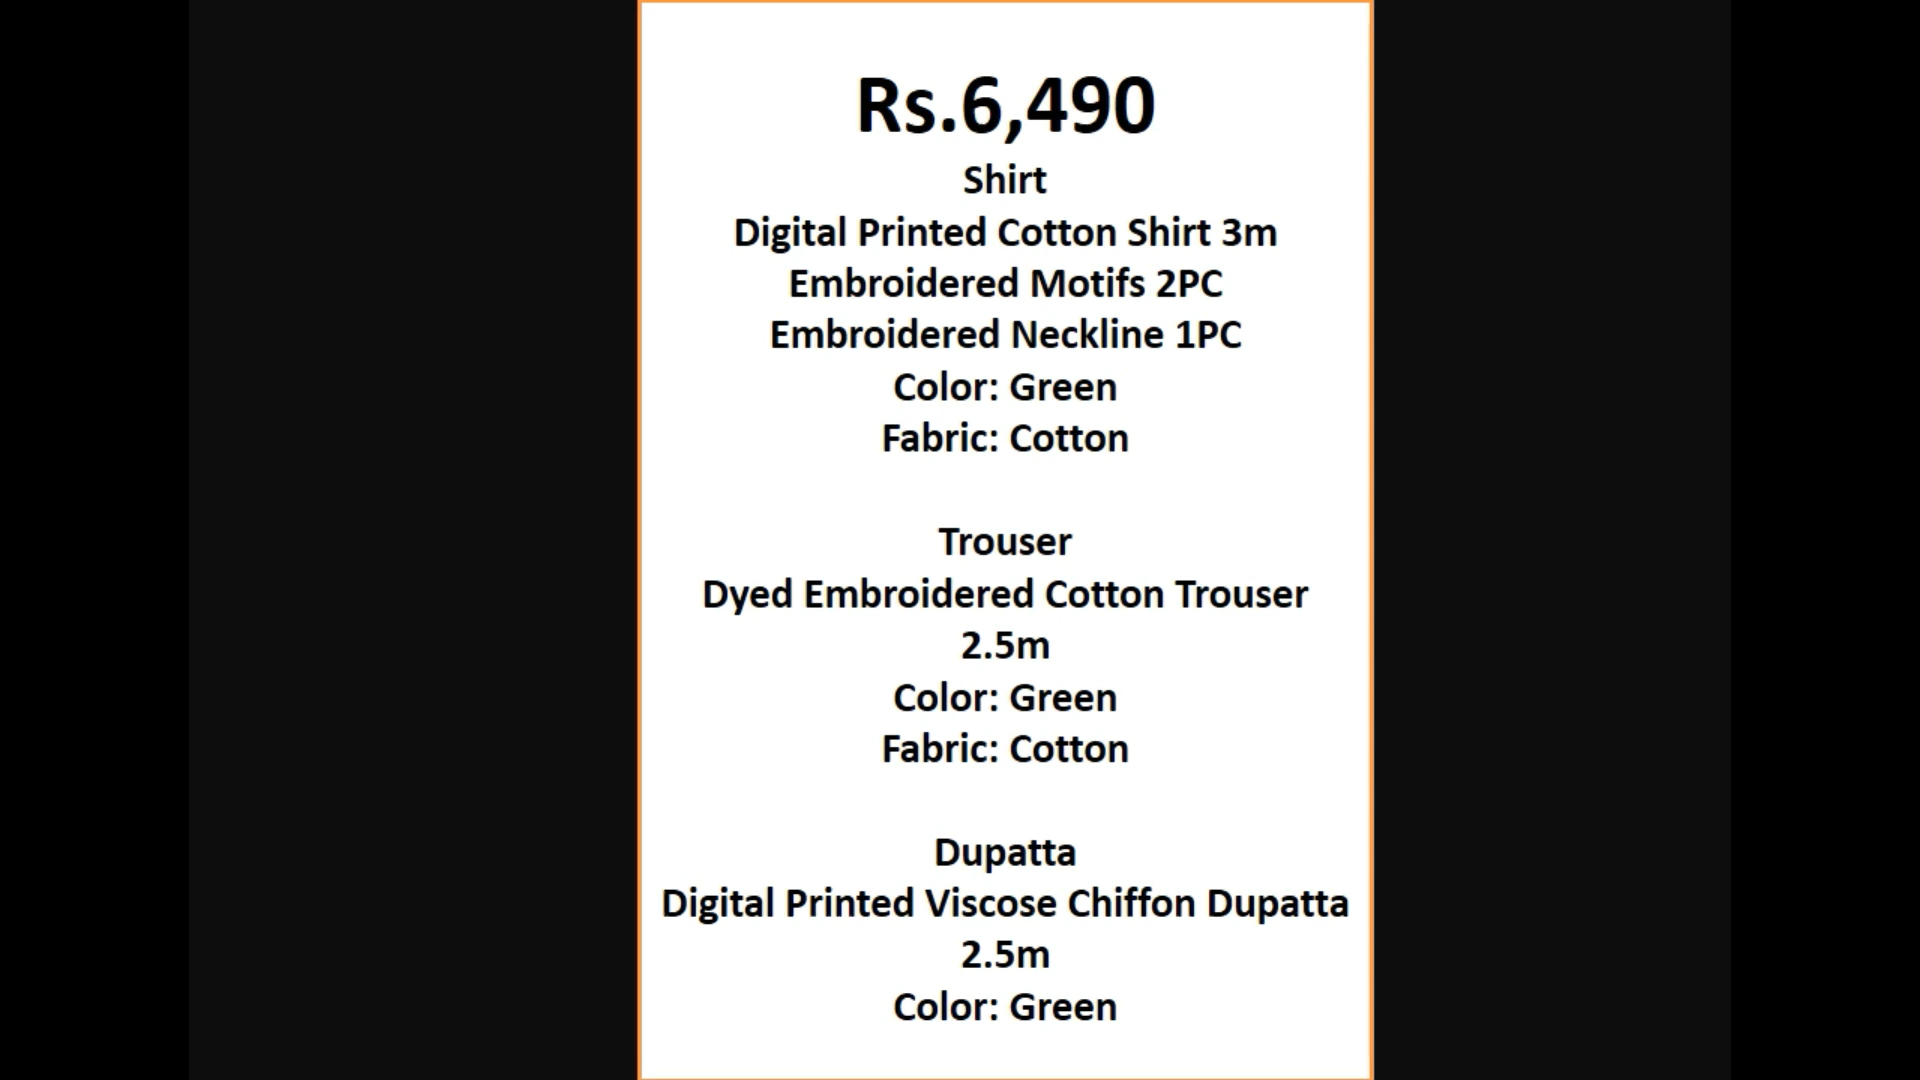 Rs.6,490
Shirt
Digital Printed Cotton Shirt 3m
Embroidered Motifs 2PC
Embroidered Neckline 1PC
Color: Green
Fabric: Cotton
Trouser
Dyed Embroidered Cotton Trouser
2.5m
Color: Green
Fabric: Cotton
Dupatta
Digital Printed Viscose Chiffon Dupatta
2.5m
Color: Green